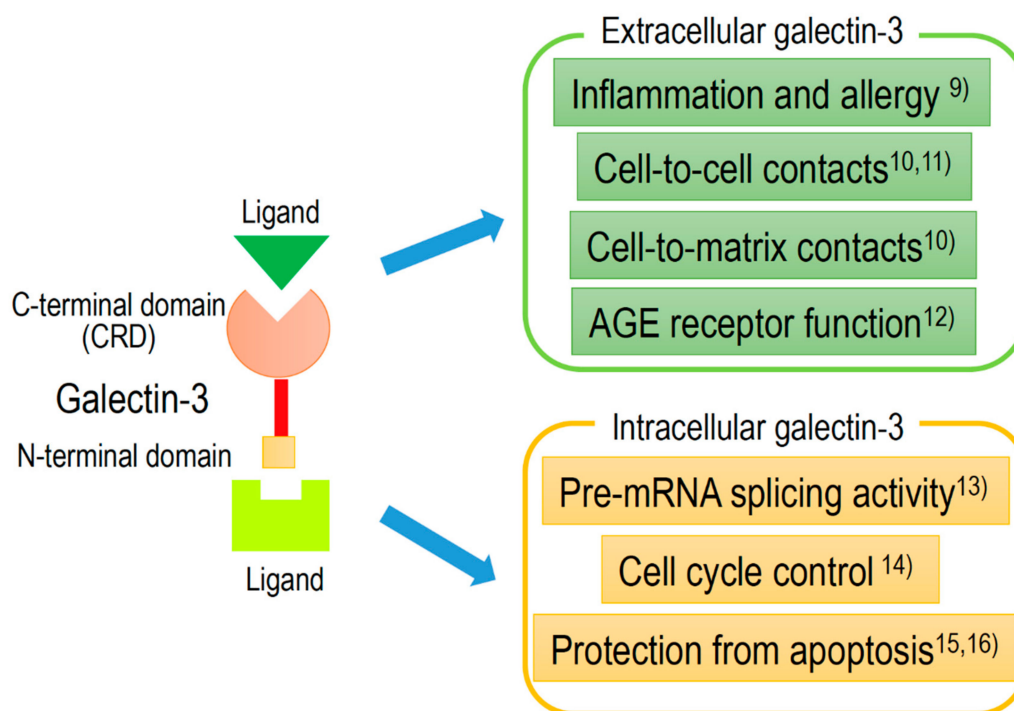 Ligand
C-terminal domain
(CRD)
Galectin-3
N-terminal domain
Ligand
Extracellular galectin-3
Inflammation and allergy 9)
Cell-to-cell contacts10,11)
Cell-to-matrix contacts10)
AGE receptor function12)
Intracellular galectin-3
Pre-mRNA splicing activity13)
Cell cycle control 14)
Protection from apoptosis15,16)